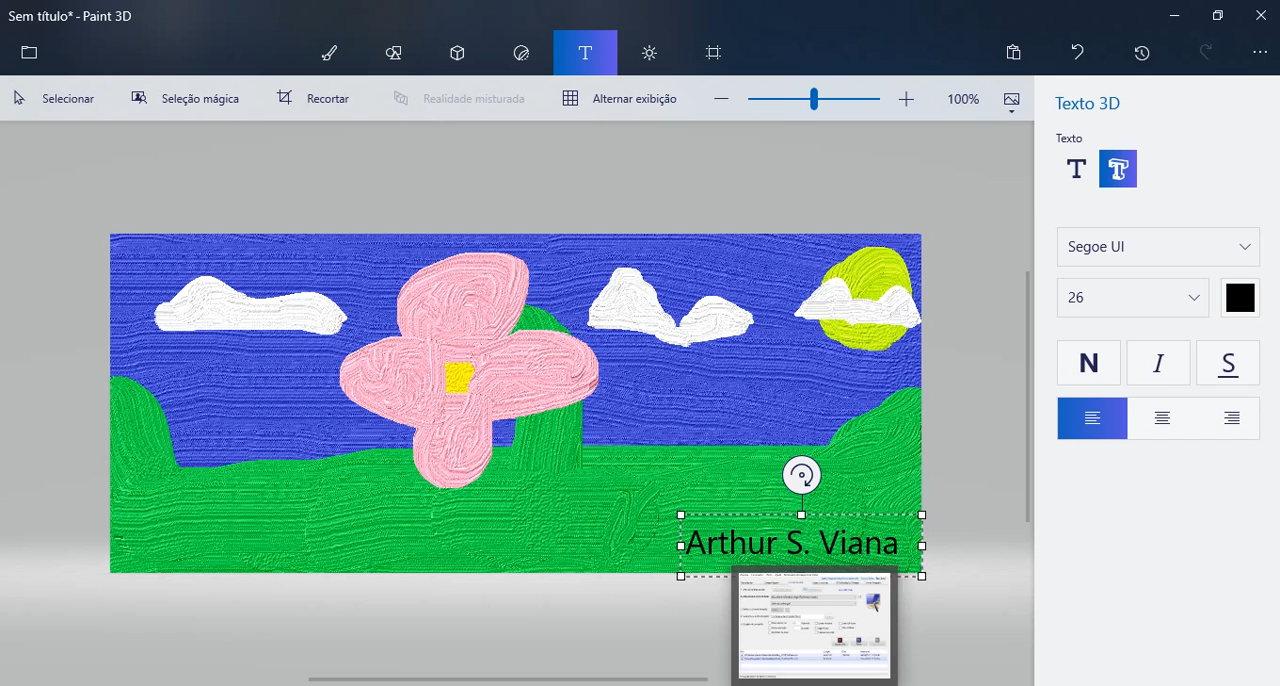 Sem título* - Paint 3D
Selecionar
Seleção mágica
Recortar
Realidade misturada
Alternar exibição
100%
Texto 3D
Texto
T
T
Segoe UI
26
N
I
S
Arthur S. Viana